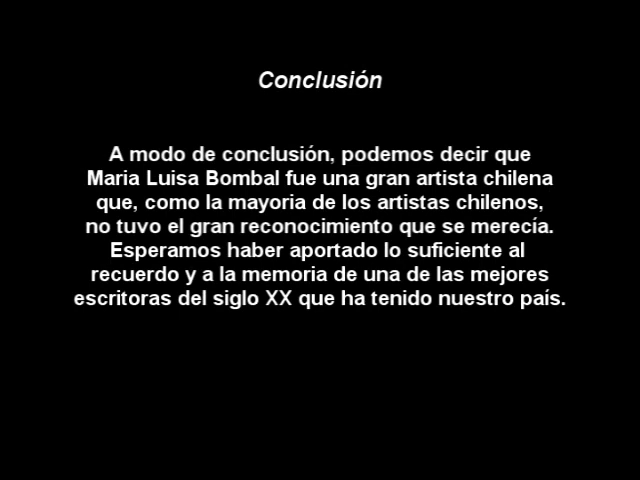 Conclusión
A modo de conclusión, podemos decir que
Maria Luisa Bombal fue una gran artista chilena
que, como la mayoria de los artistas chilenos,
no tuvo el gran reconocimiento que se merecía.
Esperamos haber aportado lo suficiente al
recuerdo y a la memoria de una de las mejores
escritoras del siglo XX que ha tenido nuestro país.